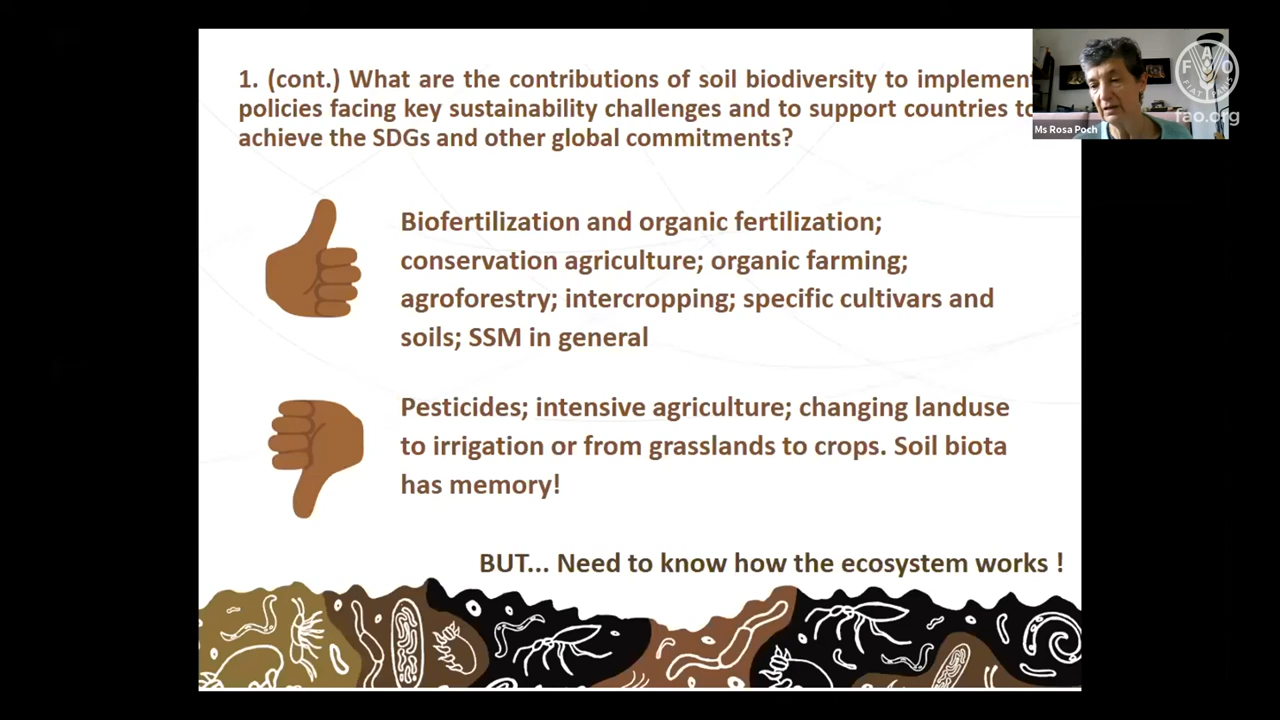 1. (cont.) What are the contributions of soil biodiversity to implement
policies facing key sustainability challenges and to support countries to
achieve the SDGs and other global commitments?
Biofertilization and organic fertilization;
conservation agriculture; organic farming;
agroforestry; intercropping; specific cultivars and
soils; SSM in general
Pesticides; intensive agriculture; changing landuse
to irrigation or from grasslands to crops. Soil biota
has memory!
BUT... Need to know how the ecosystem works !
Ms Rosa Poch
F A O
FIAT PANIS
fao.org